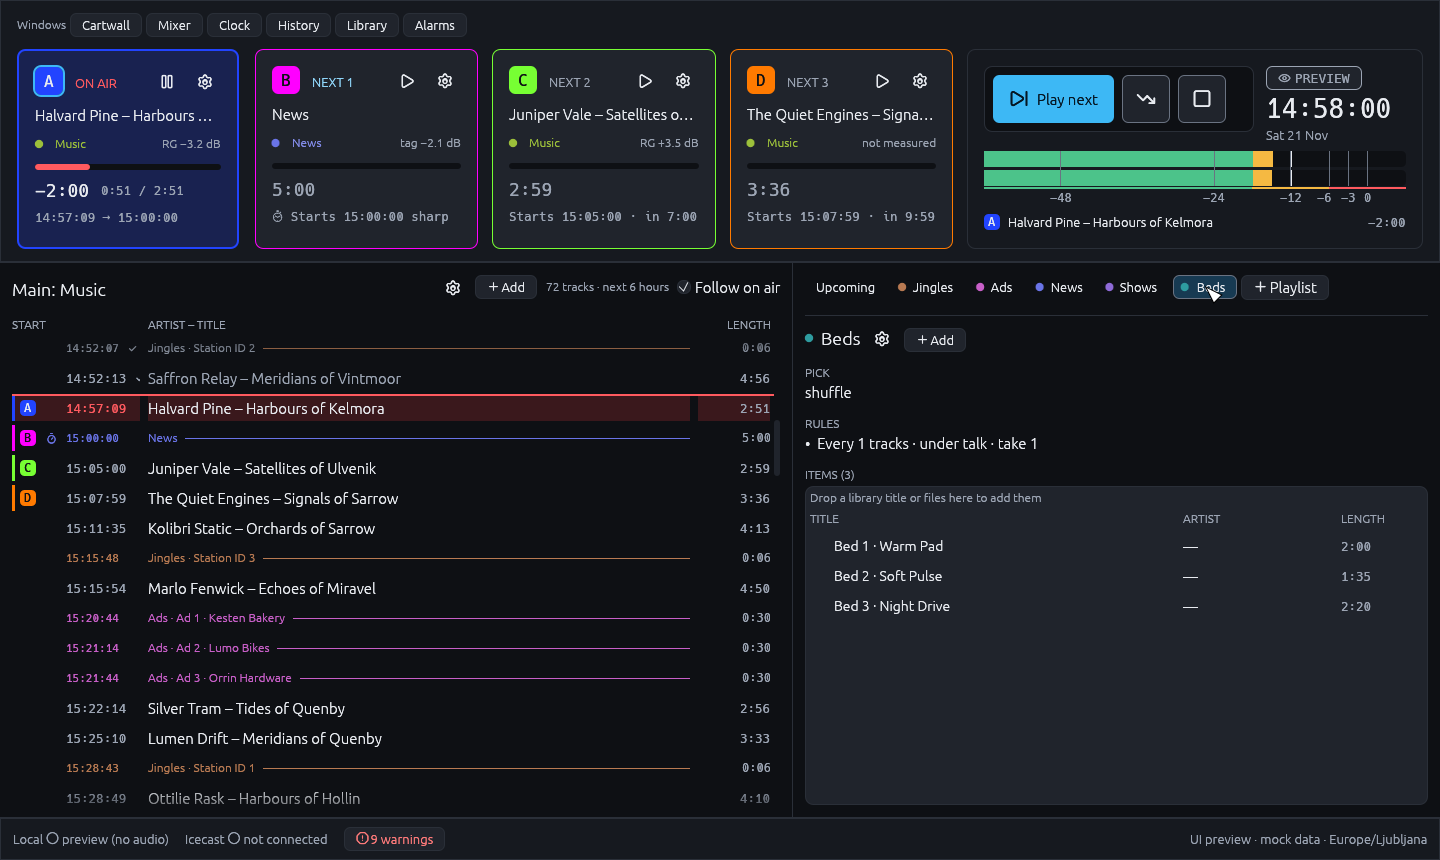 Windows Cartwall Mixer Clock History Library Alarms
A ON AIR
Halvard Pine – Harbours ...
Music RG −3.2 dB
−2:00 0:51 / 2:51
14:57:09 → 15:00:00
B NEXT 1
News
News tag −2.1 dB
5:00
Starts 15:00:00 sharp
C NEXT 2
Juniper Vale – Satellites o...
Music RG +3.5 dB
2:59
Starts 15:05:00 · in 7:00
D NEXT 3
The Quiet Engines – Signa...
Music not measured
3:36
Starts 15:07:59 · in 9:59
Play next
PREVIEW
14:58:00
Sat 21 Nov
−48 −24 −12 −6 −3 0
A Halvard Pine – Harbours of Kelmora −2:00
Main: Music + Add 72 tracks · next 6 hours Follow on air
START ARTIST – TITLE LENGTH
14:52:07 Jingles · Station ID 2 0:06
14:52:13 Saffron Relay – Meridians of Vintmoor 4:56
A 14:57:09 Halvard Pine – Harbours of Kelmora 2:51
B 15:00:00 News 5:00
C 15:05:00 Juniper Vale – Satellites of Ulvenik 2:59
D 15:07:59 The Quiet Engines – Signals of Sarrow 3:36
15:11:35 Kolibri Static – Orchards of Sarrow 4:13
15:15:48 Jingles · Station ID 3 0:06
15:15:54 Marlo Fenwick – Echoes of Miravel 4:50
15:20:44 Ads · Ad 1 · Kesten Bakery 0:30
15:21:14 Ads · Ad 2 · Lumo Bikes 0:30
15:21:44 Ads · Ad 3 · Orrin Hardware 0:30
15:22:14 Silver Tram – Tides of Quenby 2:56
15:25:10 Lumen Drift – Meridians of Quenby 3:33
15:28:43 Jingles · Station ID 1 0:06
15:28:49 Ottilie Rask – Harbours of Hollin 4:10
Upcoming Jingles Ads News Shows Beds + Playlist
Beds + Add
PICK
shuffle
RULES
• Every 1 tracks · under talk · take 1
ITEMS (3)
Drop a library title or files here to add them
TITLE ARTIST LENGTH
Bed 1 · Warm Pad — 2:00
Bed 2 · Soft Pulse — 1:35
Bed 3 · Night Drive — 2:20
Local preview (no audio) Icecast not connected 9 warnings UI preview · mock data · Europe/Ljubljana